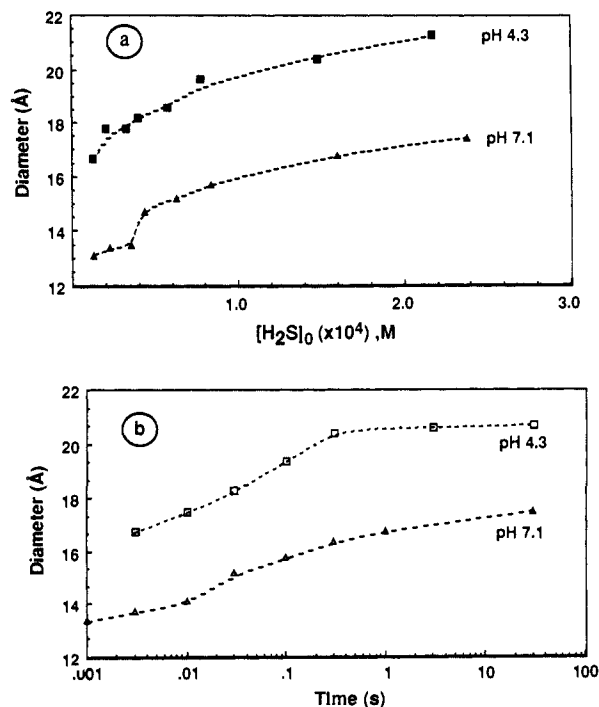 a
22
20
18
16
14
12
Diameter (Å)
pH 4.3
pH 7.1
1.0
2.0
3.0
[H2S]0 (x10⁴) ,M
b
22
20
18
16
14
12
Diameter (Å)
pH 4.3
pH 7.1
.001
.01
.1
1
10
100
Time (s)